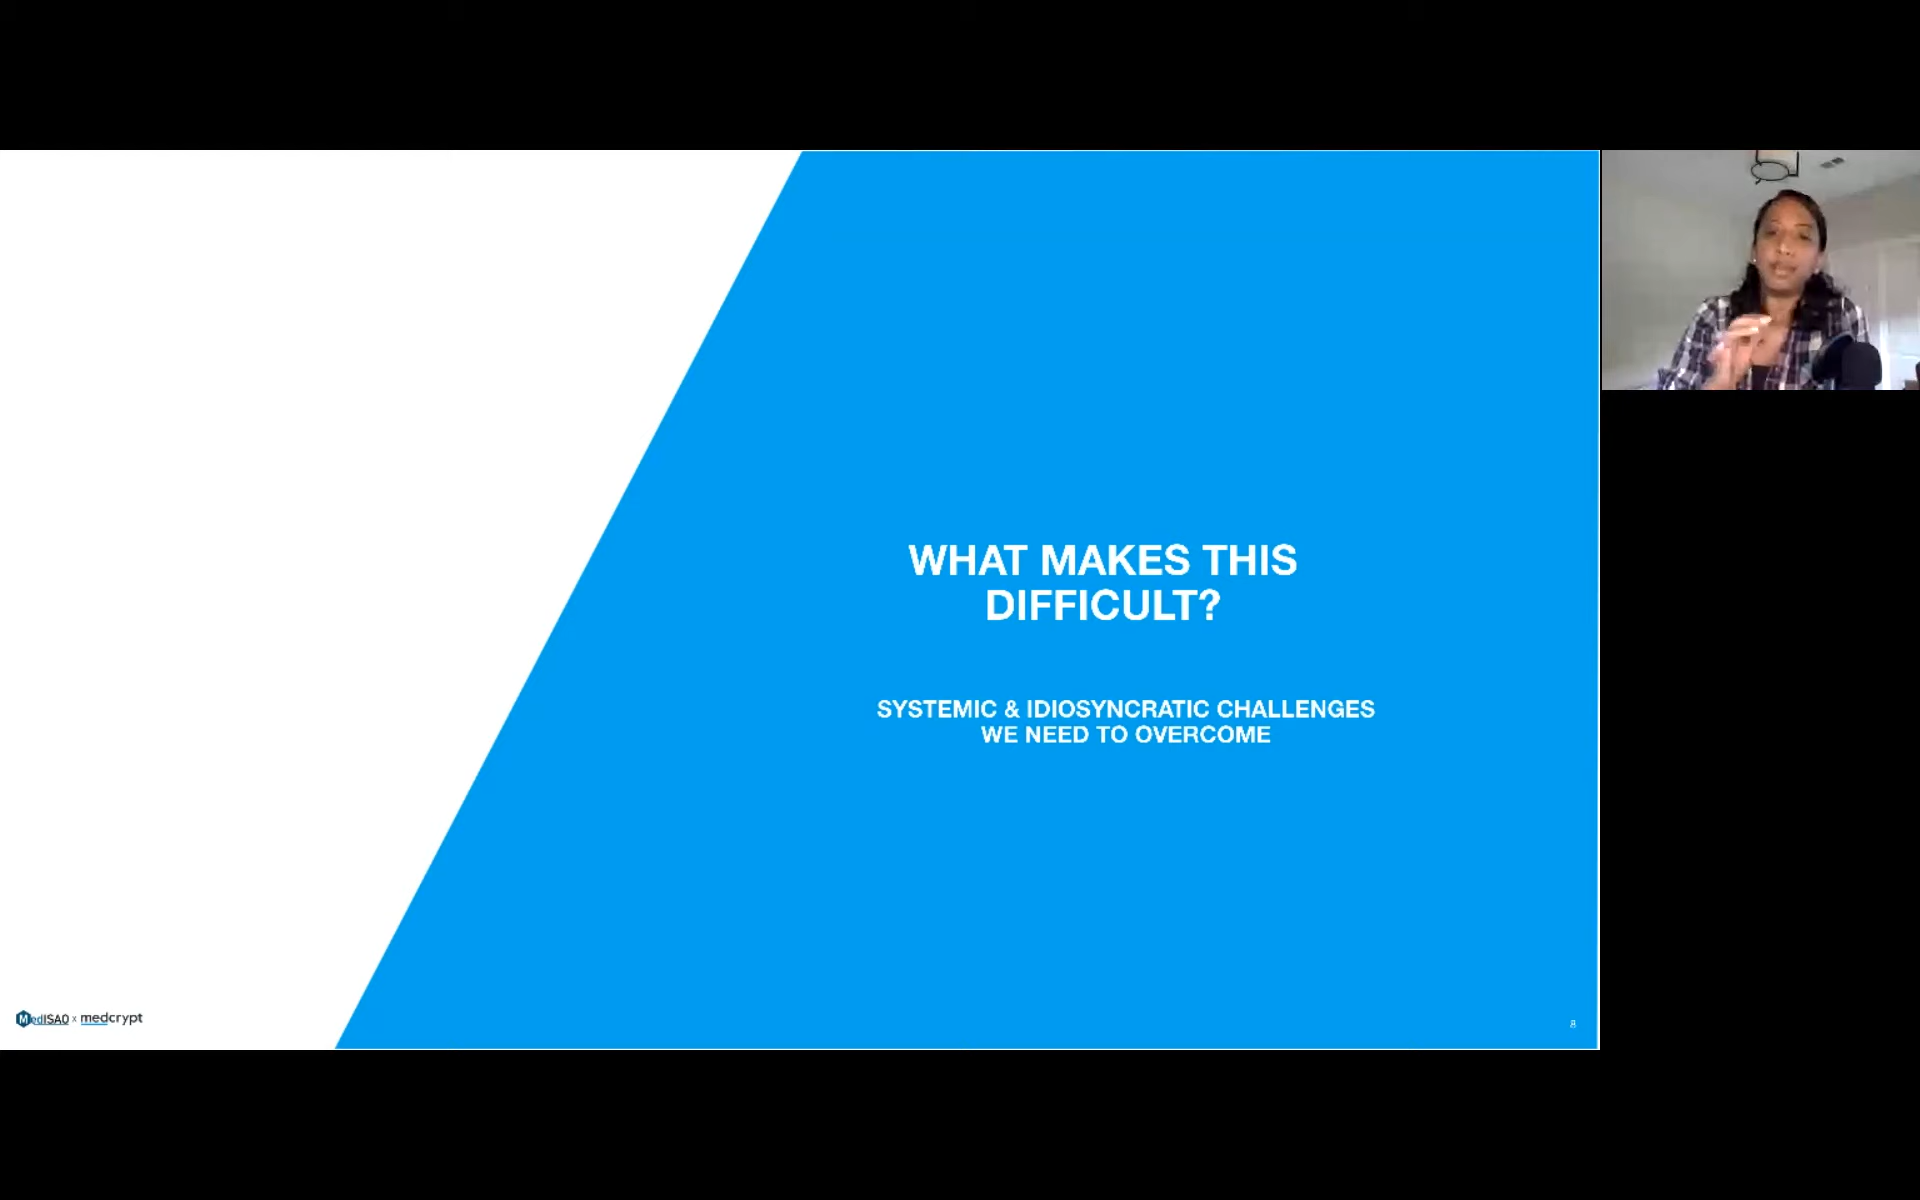 WHAT MAKES THIS
DIFFICULT?
SYSTEMIC & IDIOSYNCRATIC CHALLENGES
WE NEED TO OVERCOME
MedISAO x medcrypt
8